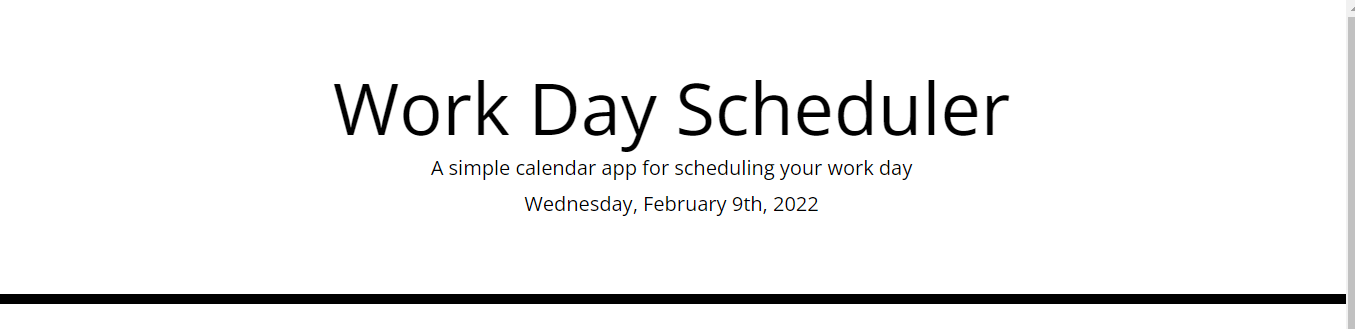 Work Day Scheduler
A simple calendar app for scheduling your work day
Wednesday, February 9th, 2022